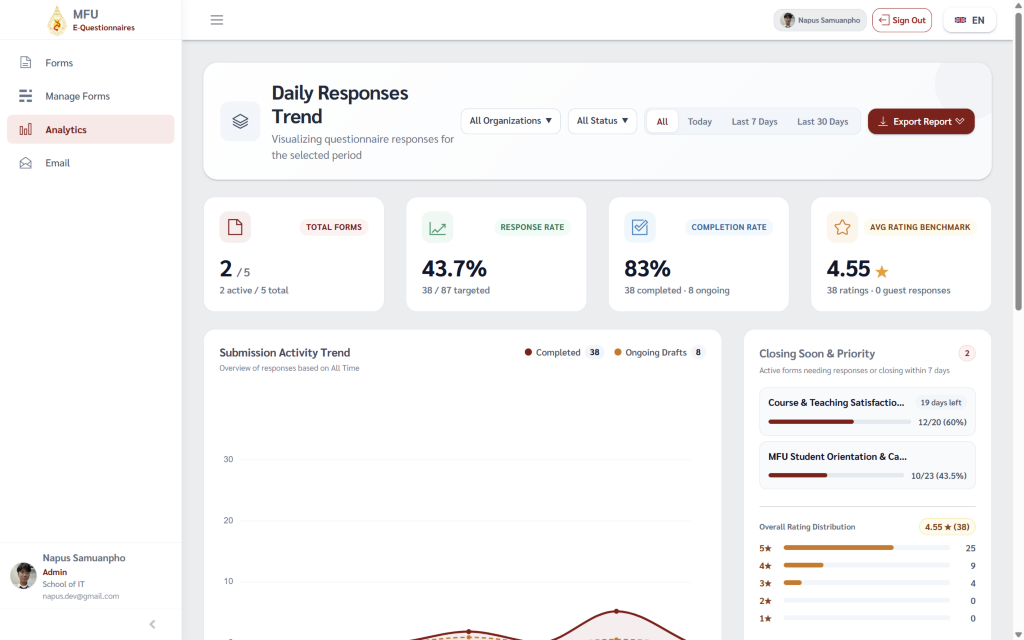 MFU
E-Questionnaires
Napus Samuanpho
Sign Out
EN
Forms
Manage Forms
Analytics
Email
Daily Responses
Trend
Visualizing questionnaire responses for
the selected period
All Organizations ▼
All Status ▼
All
Today
Last 7 Days
Last 30 Days
Export Report
TOTAL FORMS
2 / 5
2 active / 5 total
RESPONSE RATE
43.7%
38 / 87 targeted
COMPLETION RATE
83%
38 completed · 8 ongoing
AVG RATING BENCHMARK
4.55 ★
38 ratings · 0 guest responses
Submission Activity Trend
Overview of responses based on All Time
Completed 38
Ongoing Drafts 8
30
20
10
Closing Soon & Priority
2
Active forms needing responses or closing within 7 days
Course & Teaching Satisfactio...
19 days left
12/20 (60%)
MFU Student Orientation & Ca...
10/23 (43.5%)
Overall Rating Distribution
4.55 ★ (38)
5★ 25
4★ 9
3★ 4
2★ 0
1★ 0
Napus Samuanpho
Admin
School of IT
napus.dev@gmail.com